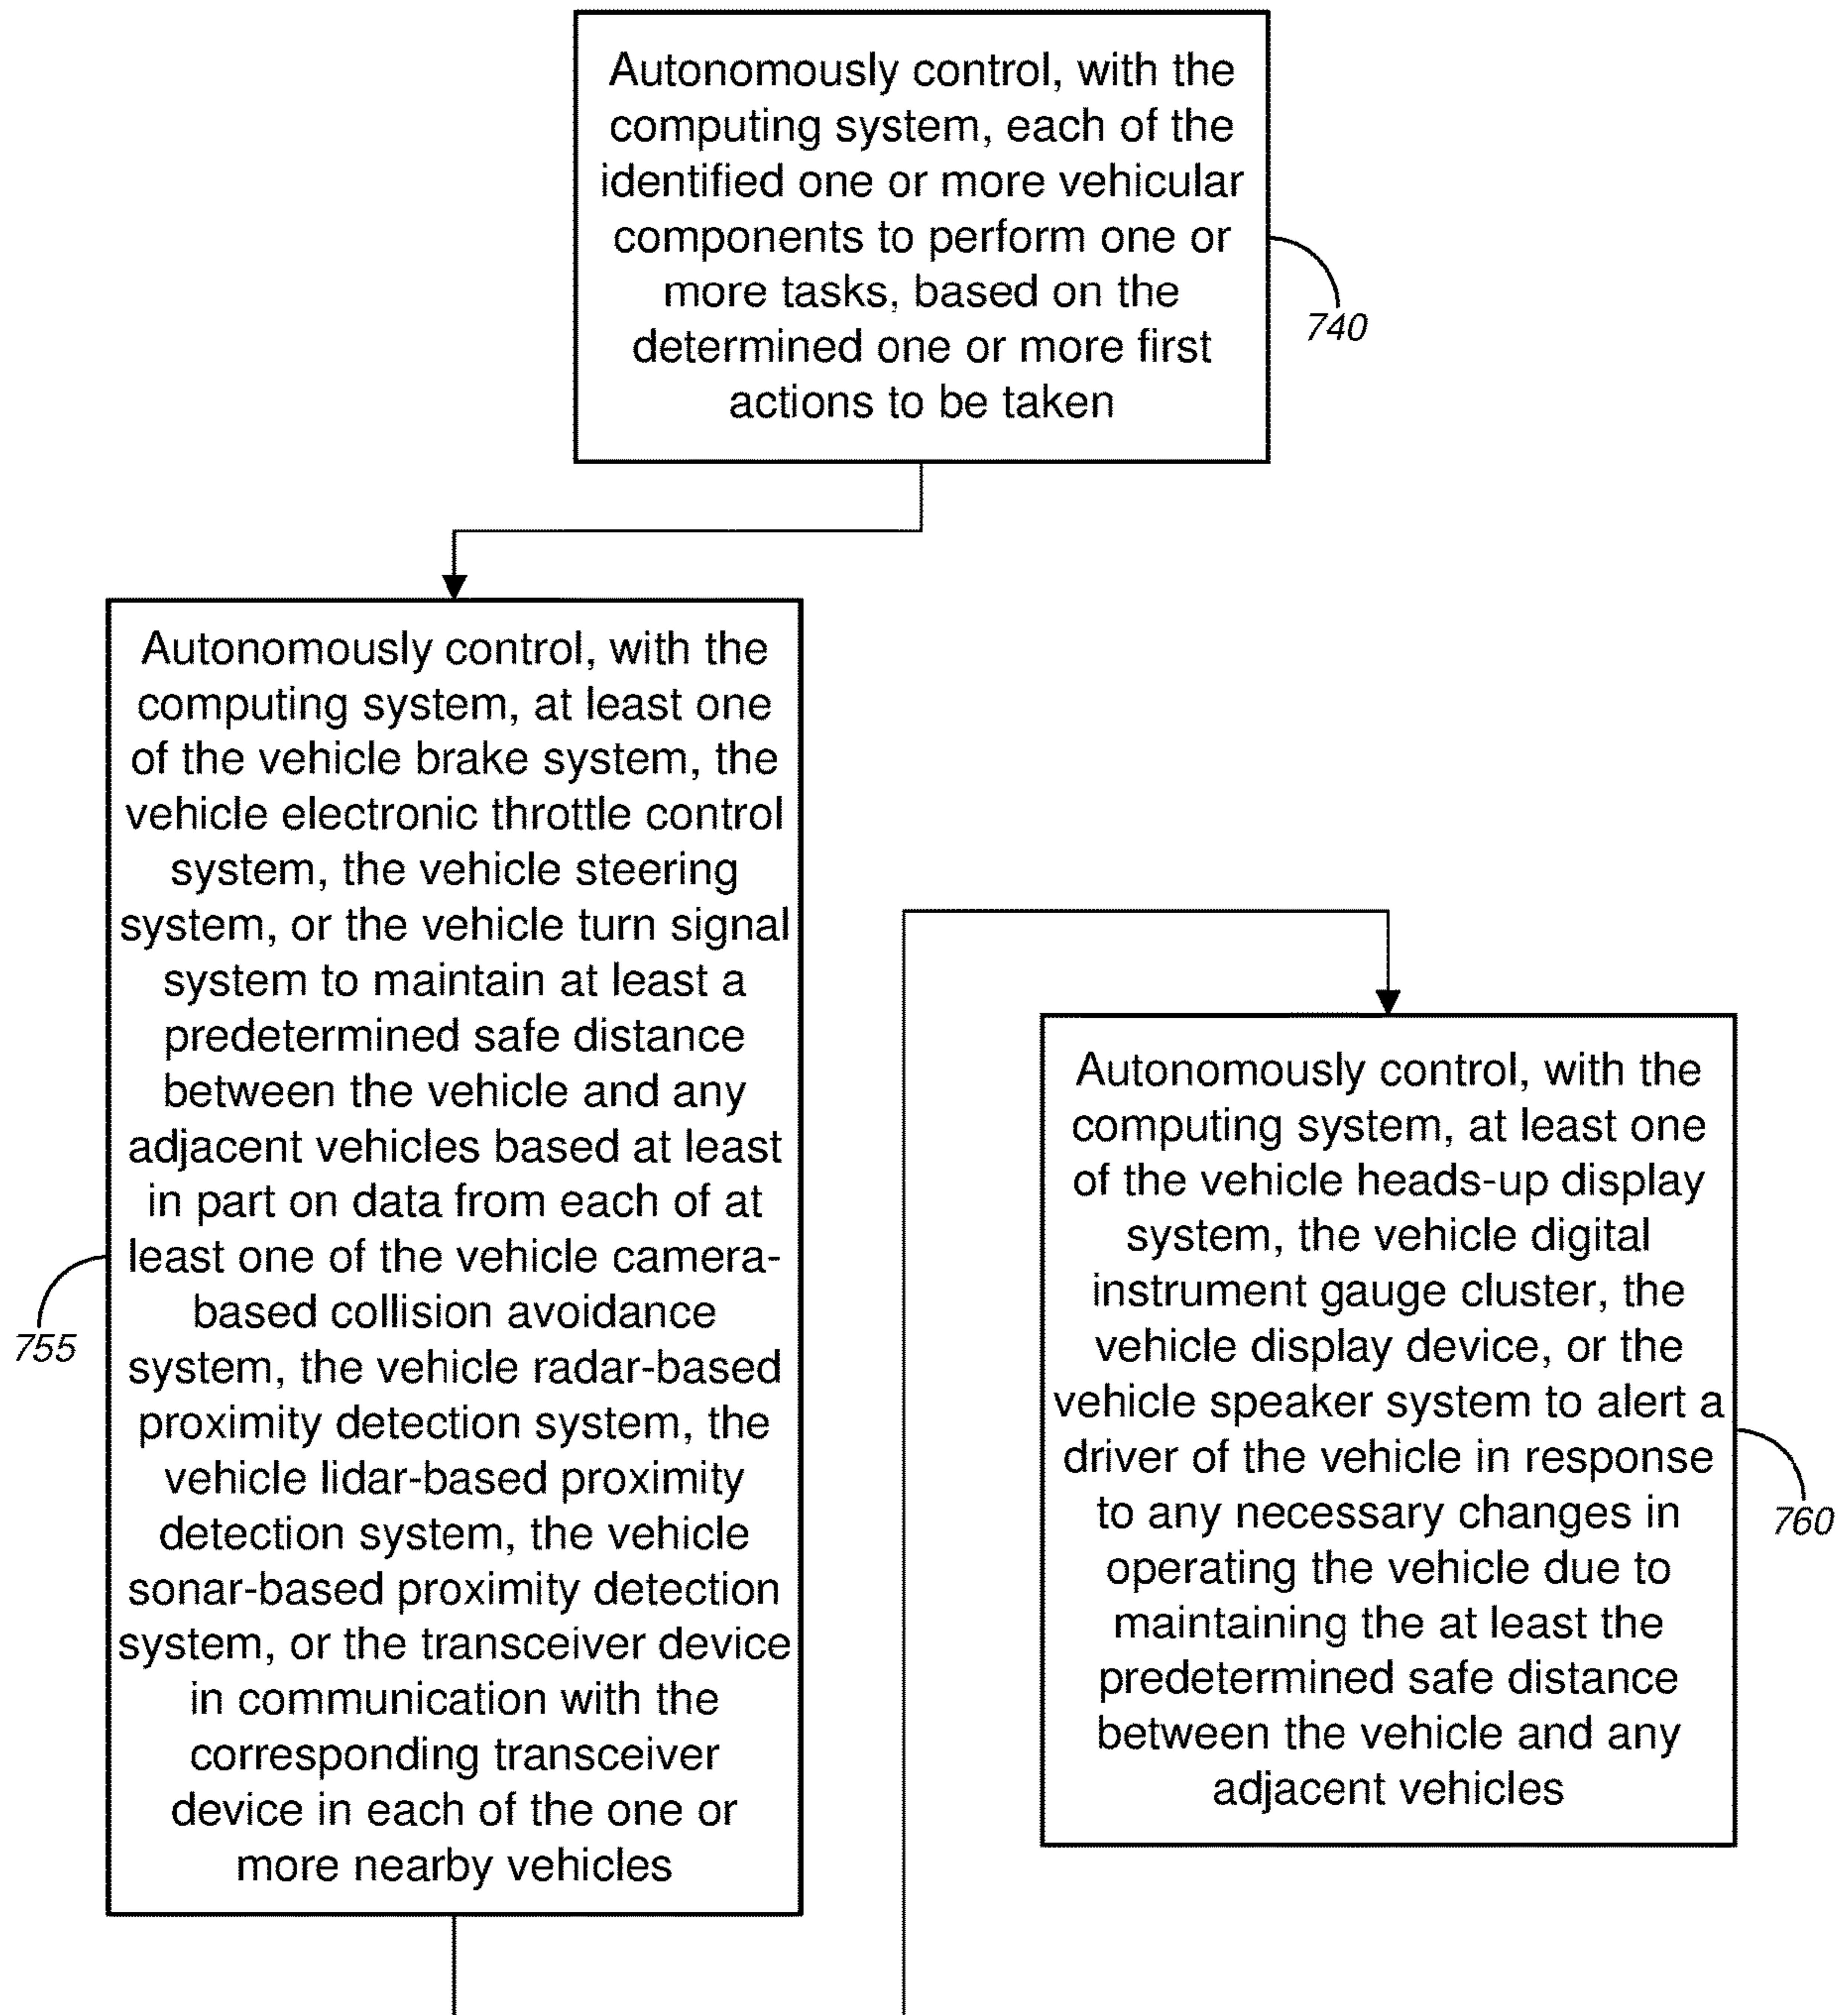 Autonomously control, with the
computing system, each of the
identified one or more vehicular
components to perform one or
more tasks, based on the
determined one or more first
actions to be taken
740
Autonomously control, with the
computing system, at least one
of the vehicle brake system, the
vehicle electronic throttle control
system, the vehicle steering
system, or the vehicle turn signal
system to maintain at least a
predetermined safe distance
between the vehicle and any
adjacent vehicles based at least
in part on data from each of at
least one of the vehicle camera-
based collision avoidance
system, the vehicle radar-based
proximity detection system, the
vehicle lidar-based proximity
detection system, the vehicle
sonar-based proximity detection
system, or the transceiver device
in communication with the
corresponding transceiver
device in each of the one or
more nearby vehicles
755
Autonomously control, with the
computing system, at least one
of the vehicle heads-up display
system, the vehicle digital
instrument gauge cluster, the
vehicle display device, or the
vehicle speaker system to alert a
driver of the vehicle in response
to any necessary changes in
operating the vehicle due to
maintaining the at least the
predetermined safe distance
between the vehicle and any
adjacent vehicles
760